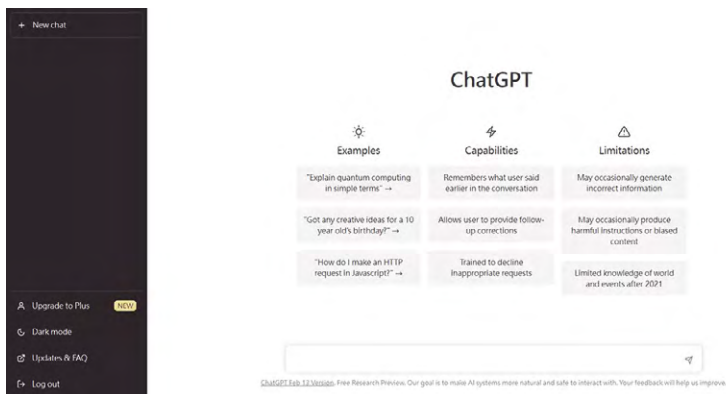 + New chat
ChatGPT
Examples
Capabilities
Limitations
"Explain quantum computing
in simple terms" →
Remembers what user said
earlier in the conversation
May occasionally generate
incorrect information
"Got any creative ideas for a 10
year old's birthday?" →
Allows user to provide follow-
up corrections
May occasionally produce
harmful instructions or biased
content
"How do I make an HTTP
request in Javascript?" →
Trained to decline
inappropriate requests
Limited knowledge of world
and events after 2021
Upgrade to Plus NEW
Dark mode
Updates & FAQ
Log out
ChatGPT Feb 13 Version. Free Research Preview. Our goal is to make AI systems more natural and safe to interact with. Your feedback will help us improve.